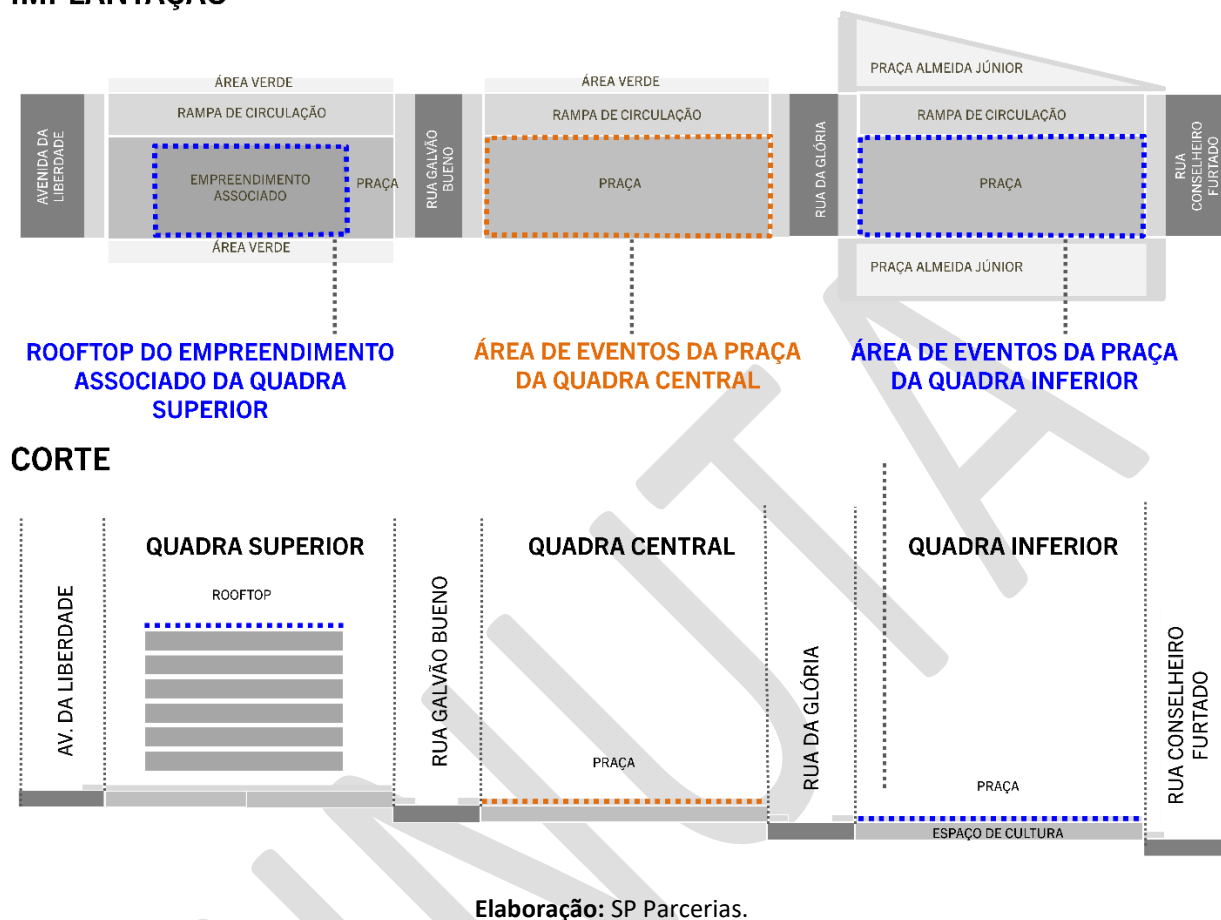 IMPLANTAÇÃO
PRAÇA ALMEIDA JÚNIOR
ÁREA VERDE
ÁREA VERDE
RAMPA DE CIRCULAÇÃO
RAMPA DE CIRCULAÇÃO
RAMPA DE CIRCULAÇÃO
AVENIDA DA
LIBERDADE
EMPREENDIMENTO
ASSOCIADO
PRAÇA
RUA GALVÃO
BUENO
PRAÇA
RUA DA GLÓRIA
PRAÇA
RUA
CONSELHEIRO
FURTADO
ÁREA VERDE
PRAÇA ALMEIDA JÚNIOR
ROOFTOP DO EMPREENDIMENTO
ASSOCIADO DA QUADRA
SUPERIOR
ÁREA DE EVENTOS DA PRAÇA
DA QUADRA CENTRAL
ÁREA DE EVENTOS DA PRAÇA
DA QUADRA INFERIOR
CORTE
QUADRA SUPERIOR
QUADRA CENTRAL
QUADRA INFERIOR
AV. DA LIBERDADE
ROOFTOP
RUA GALVÃO BUENO
PRAÇA
RUA DA GLÓRIA
PRAÇA
ESPAÇO DE CULTURA
RUA CONSELHEIRO
FURTADO
MINUTA
Elaboração: SP Parcerias.